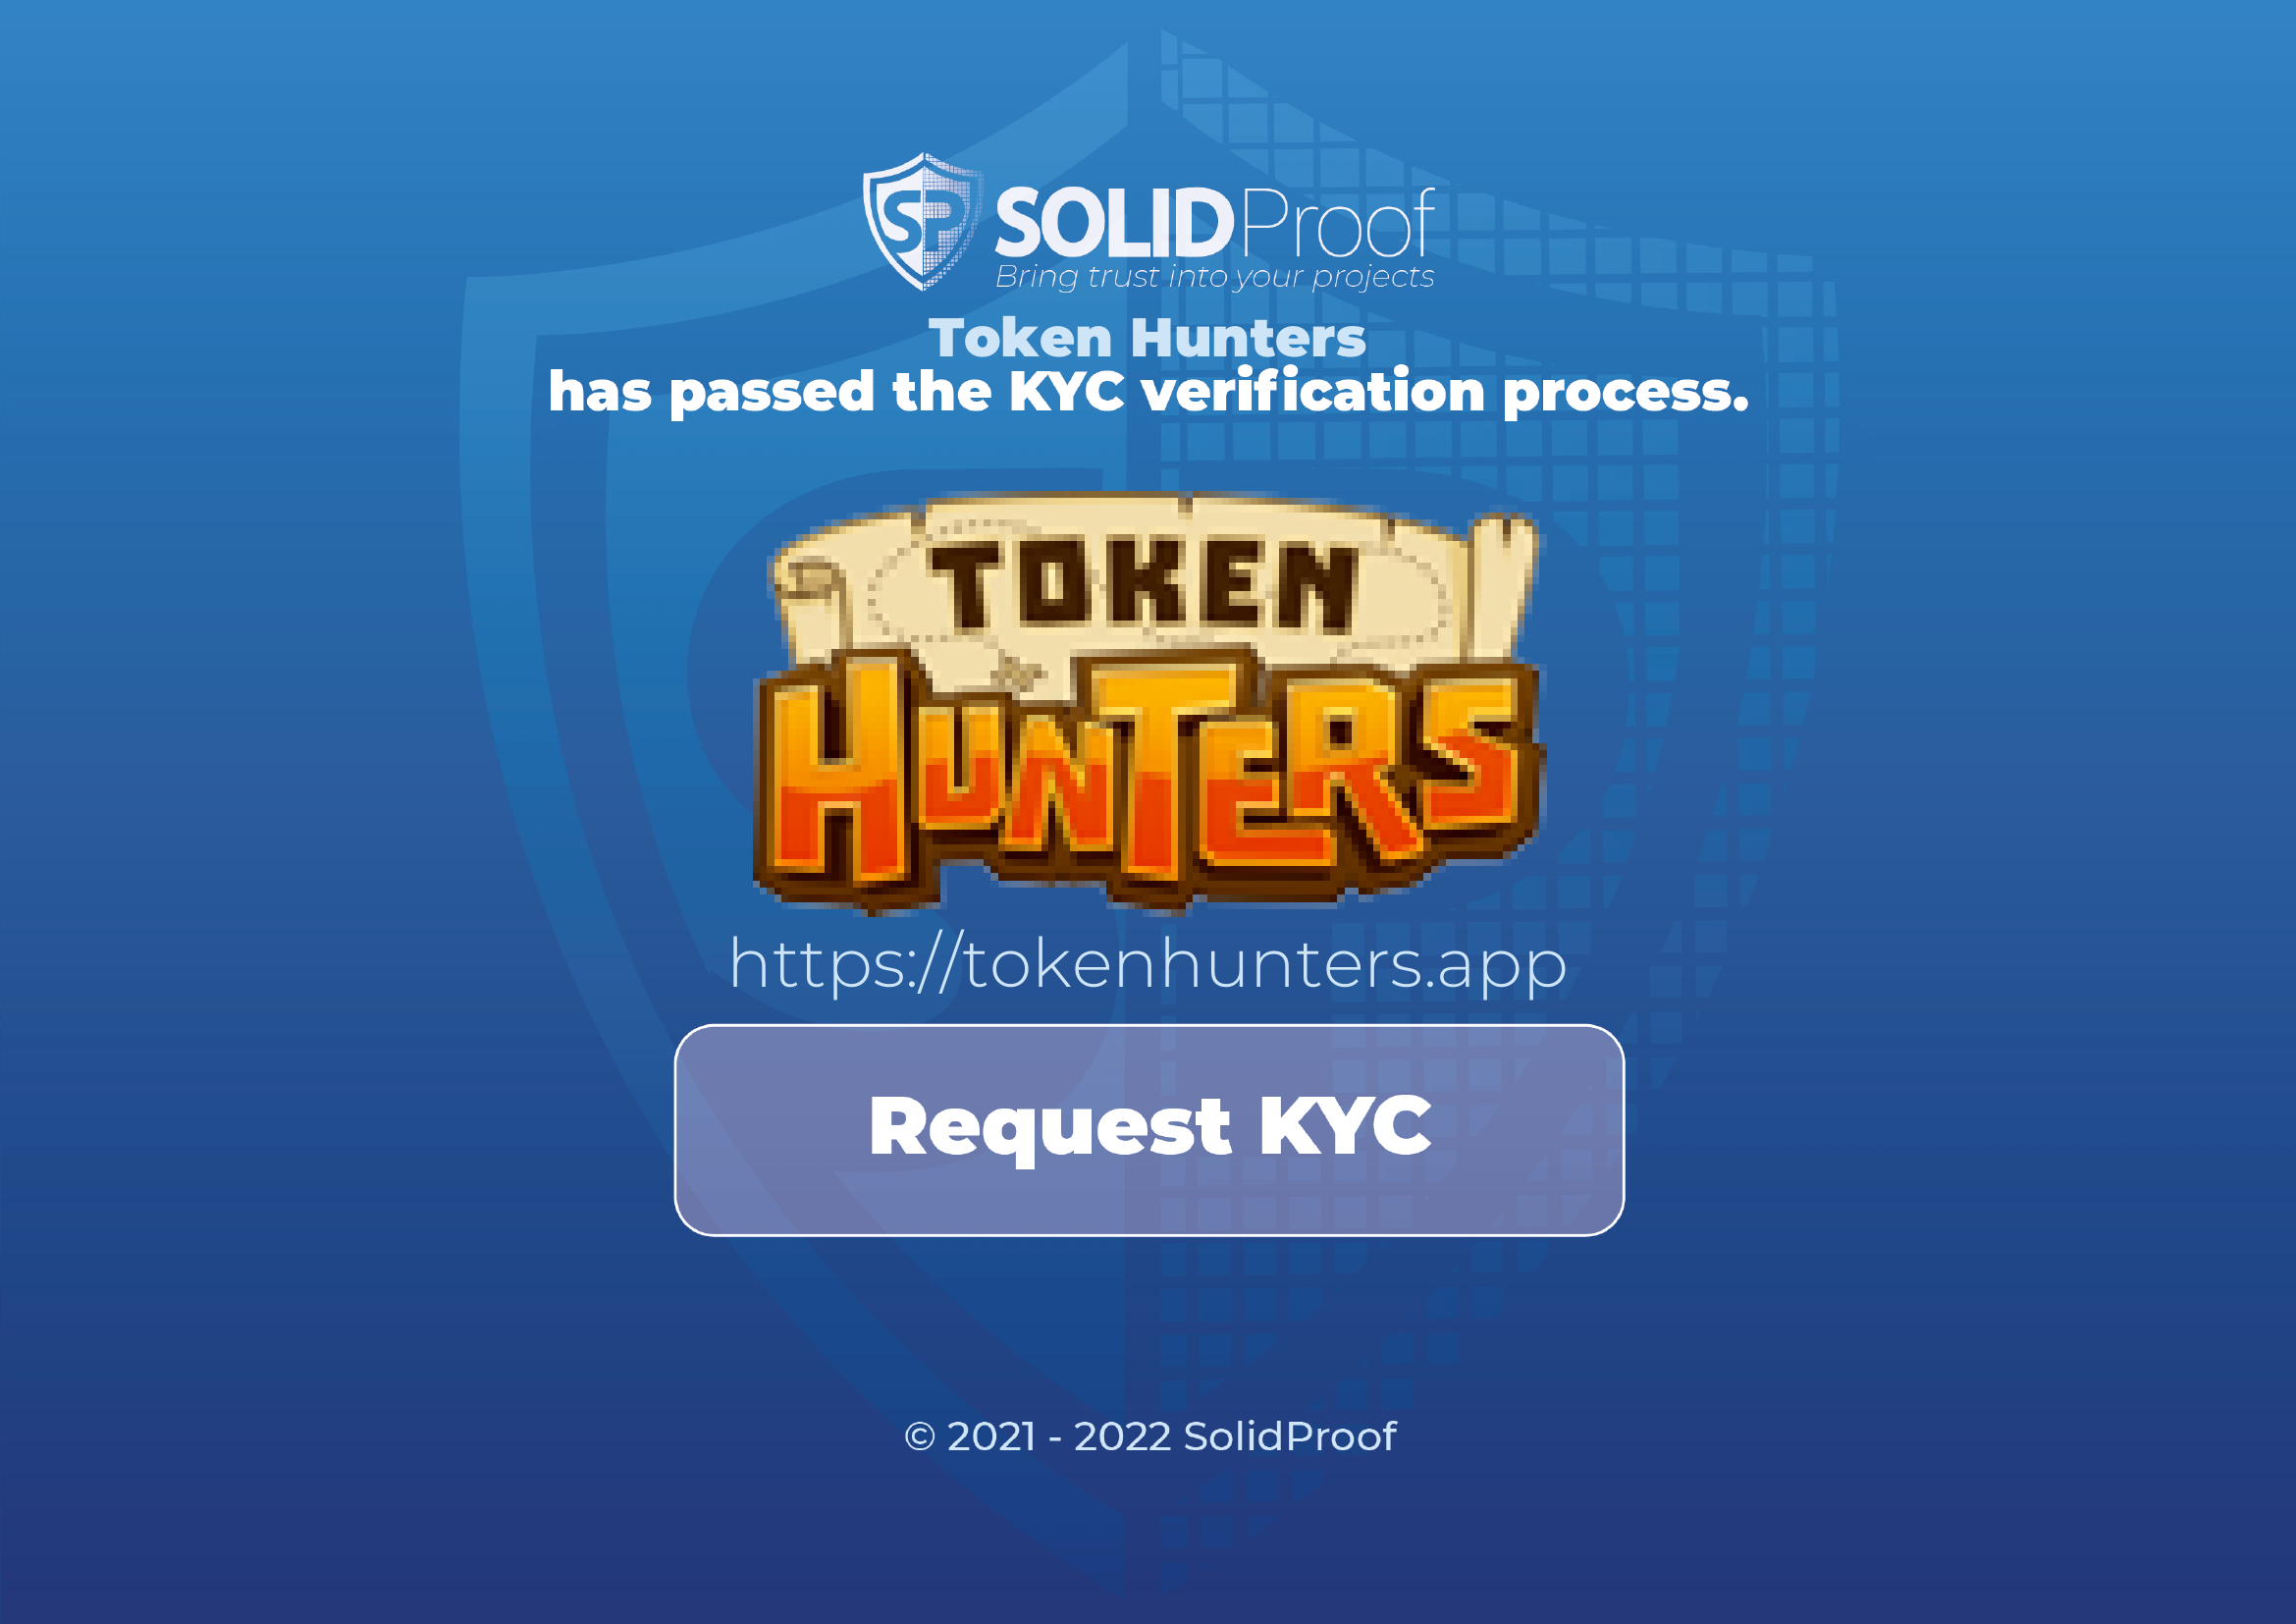 SP
SOLIDProof
Bring trust into your projects
Token Hunters
has passed the KYC verification process.
TOKEN
HUNTERS
https://tokenhunters.app
Request KYC
© 2021 - 2022 SolidProof